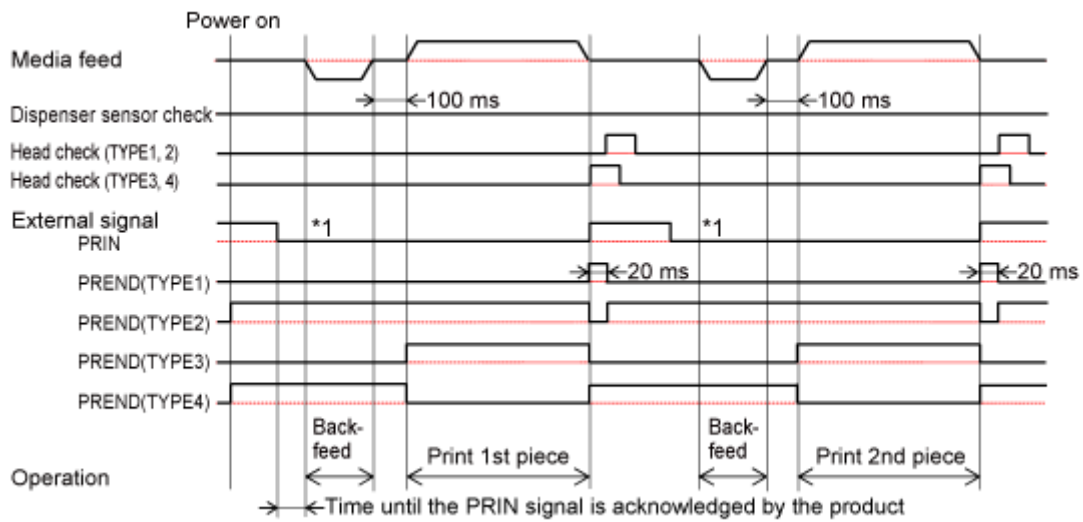 Power on
Media feed
100 ms
100 ms
Dispenser sensor check
Head check (TYPE1, 2)
Head check (TYPE3, 4)
External signal
PRIN
*1
*1
PREND(TYPE1)
20 ms
20 ms
PREND(TYPE2)
PREND(TYPE3)
PREND(TYPE4)
Back-
feed
Print 1st piece
Back-
feed
Print 2nd piece
Operation
Time until the PRIN signal is acknowledged by the product